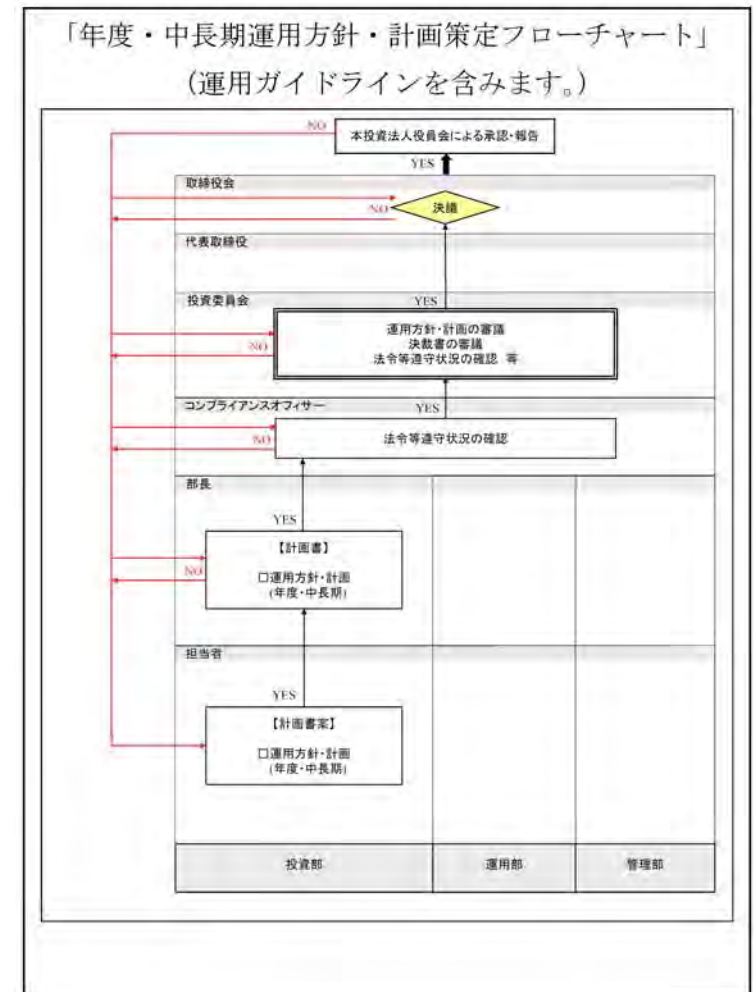 「年度・中長期運用方針・計画策定フローチャート」
(運用ガイドラインを含みます。)
NO
本投資法人役員会による承認・報告
YES
取締役会
NO
決議
代表取締役
投資委員会
YES
運用方針・計画の審議
決裁書の審議
法令等遵守状況の確認 等
NO
コンプライアンスオフィサー
YES
法令等遵守状況の確認
NO
部長
YES
【計画書】
□運用方針・計画
(年度・中長期)
NO
担当者
YES
【計画書案】
□運用方針・計画
(年度・中長期)
投資部
運用部
管理部